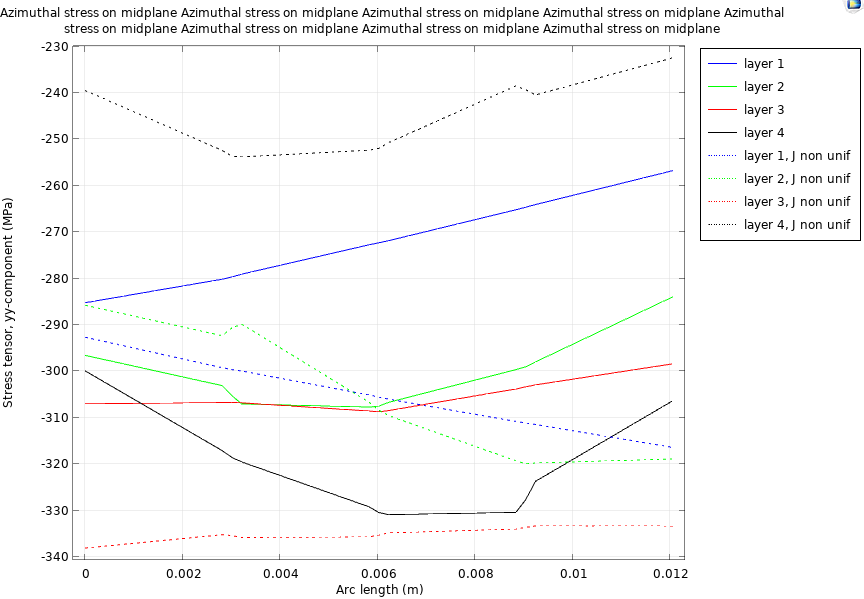 Azimuthal stress on midplane Azimuthal stress on midplane Azimuthal stress on midplane Azimuthal stress on midplane Azimuthal
stress on midplane Azimuthal stress on midplane Azimuthal stress on midplane Azimuthal stress on midplane
-230
-240
-250
-260
-270
-280
-290
-300
-310
-320
-330
-340
Stress tensor, yy-component (MPa)
0
0.002
0.004
0.006
0.008
0.01
0.012
Arc length (m)
layer 1
layer 2
layer 3
layer 4
layer 1, J non unif
layer 2, J non unif
layer 3, J non unif
layer 4, J non unif